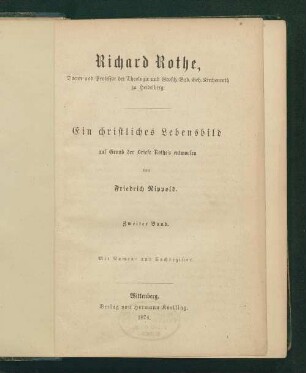 Richard Rothe,
Doctor und Professor der Theologie und Großh. Bad. Geh. Kirchenrath
zu Heidelberg.
Ein christliches Lebensbild
auf Grund der Briefe Rothe's entworfen
von
Friedrich Nippold.
Zweiter Band.
Mit Namens- und Sachregister.
Wittenberg.
Verlag von Hermann Koelling.
1874.